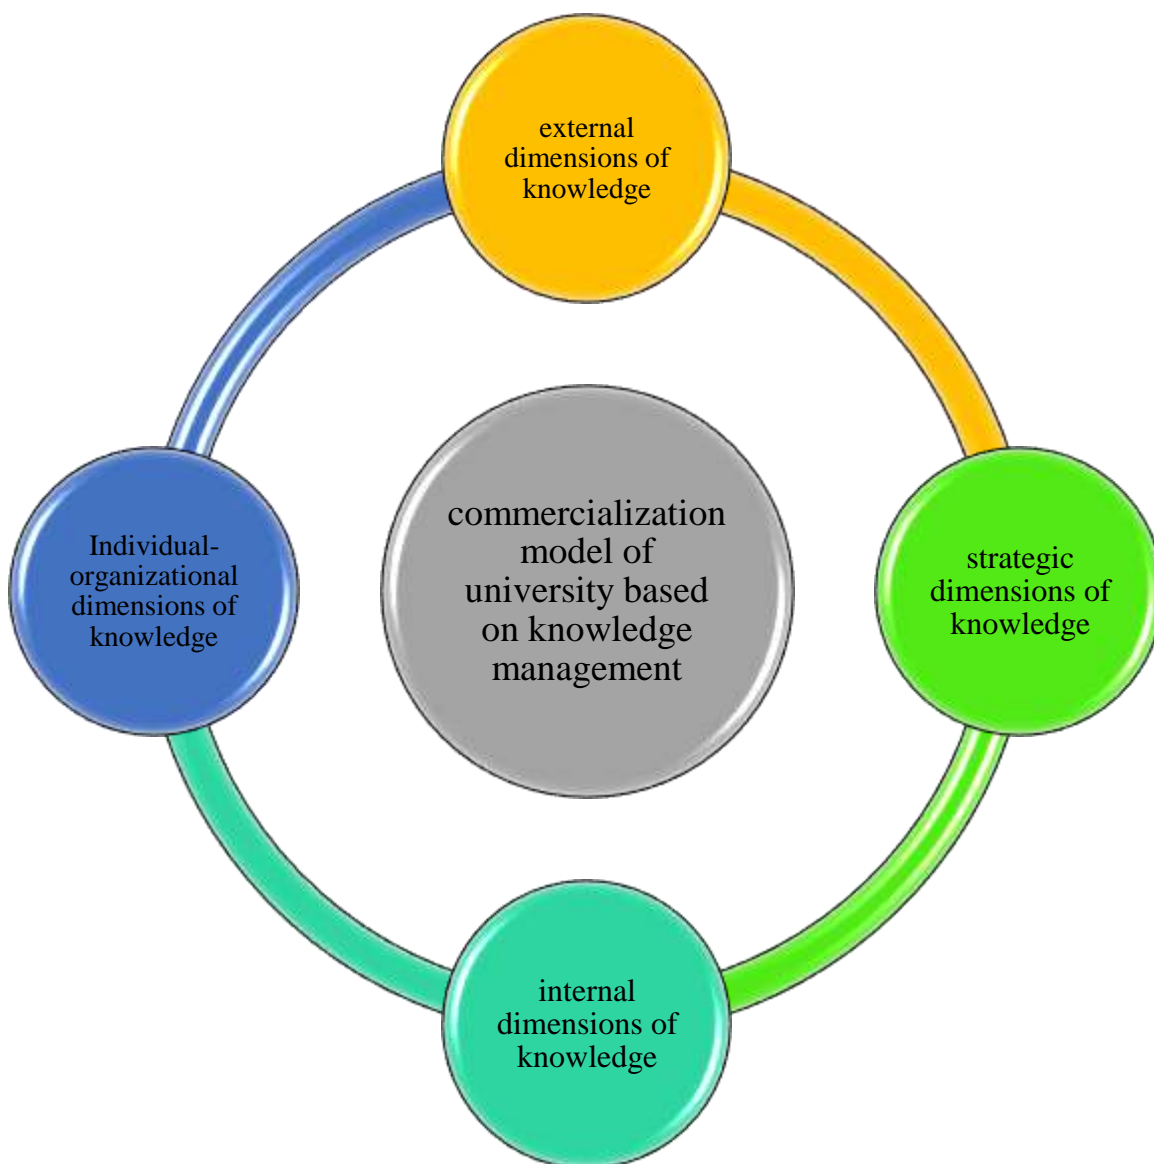 external
dimensions of
knowledge
Individual-
organizational
dimensions of
knowledge
commercialization
model of
university based
on knowledge
management
strategic
dimensions of
knowledge
internal
dimensions of
knowledge